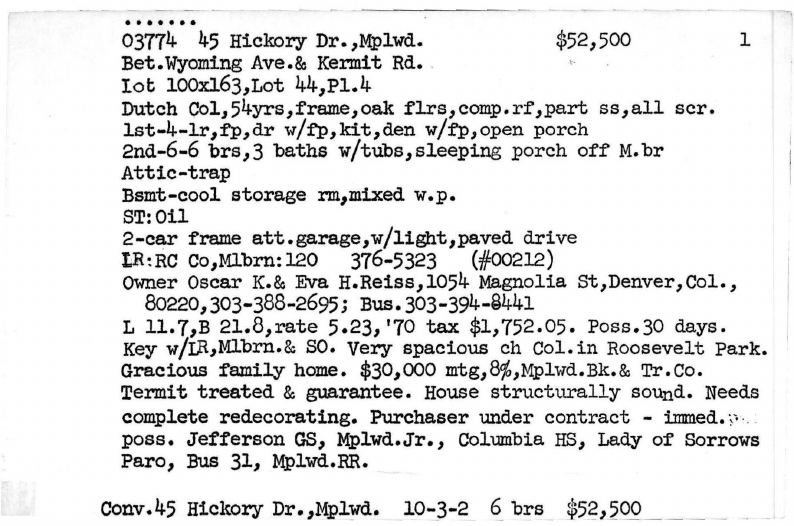 03774 45 Hickory Dr.,Mplwd. $52,500 1
Bet.Wyoming Ave.& Kermit Rd.
Lot 100x163,Lot 44,Pl.4
Dutch Col,54yrs,frame,oak flrs,comp.rf,part ss,all scr.
1st-4-lr,fp,dr w/fp,kit,den w/fp,open porch
2nd-6-6 brs,3 baths w/tubs,sleeping porch off M.br
Attic-trap
Bsmt-cool storage rm,mixed w.p.
ST:Oil
2-car frame att.garage,w/light,paved drive
LR:RC Co,Mlbrn:120 376-5323 (#00212)
Owner Oscar K.& Eva H.Reiss,1054 Magnolia St,Denver,Col.,
80220,303-388-2695; Bus.303-394-8441
L 11.7,B 21.8,rate 5.23,'70 tax $1,752.05. Poss.30 days.
Key w/LR,Mlbrn.& SO. Very spacious ch Col.in Roosevelt Park.
Gracious family home. $30,000 mtg,8%,Mplwd.Bk.& Tr.Co.
Termit treated & guarantee. House structurally sound. Needs
complete redecorating. Purchaser under contract - immed.
poss. Jefferson GS, Mplwd.Jr., Columbia HS, Lady of Sorrows
Paro, Bus 31, Mplwd.RR.
Conv.45 Hickory Dr.,Mplwd. 10-3-2 6 brs $52,500